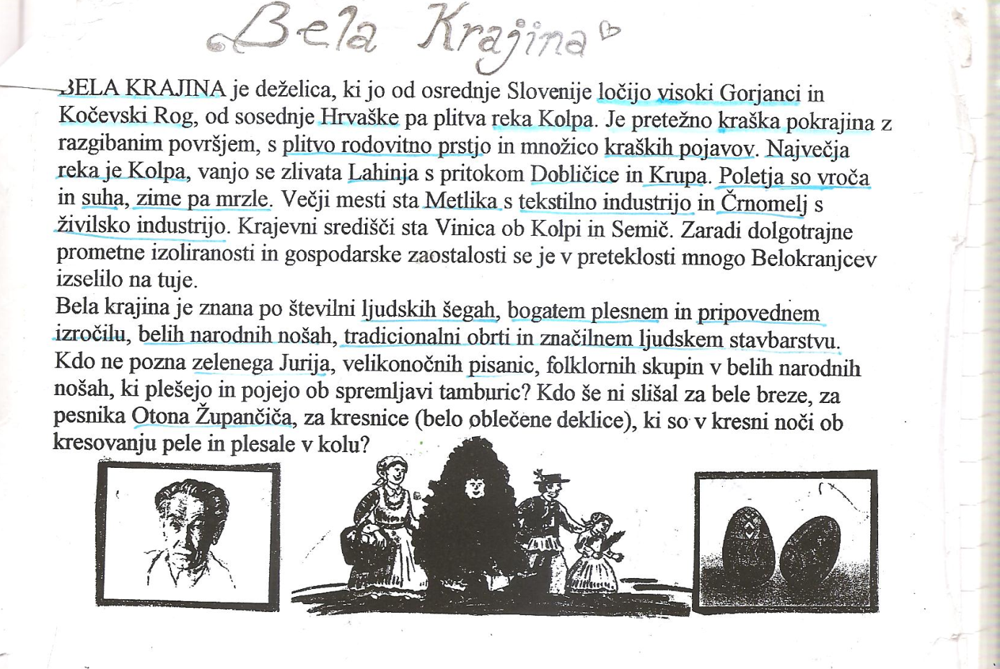 Bela Krajina
BELA KRAJINA je deželica, ki jo od osrednje Slovenije ločijo visoki Gorjanci in
Kočevski Rog, od sosednje Hrvaške pa plitva reka Kolpa. Je pretežno kraška pokrajina z
razgibanim površjem, s plitvo rodovitno prstjo in množico kraških pojavov. Največja
reka je Kolpa, vanjo se zlivata Lahinja s pritokom Dobličice in Krupa. Poletja so vroča
in suha, zime pa mrzle. Večji mesti sta Metlika s tekstilno industrijo in Črnomelj s
živilsko industrijo. Krajevni središči sta Vinica ob Kolpi in Semič. Zaradi dolgotrajne
prometne izoliranosti in gospodarske zaostalosti se je v preteklosti mnogo Belokranjcev
izselilo na tuje.
Bela krajina je znana po številni ljudskih šegah, bogatem plesnem in pripovednem
izročilu, belih narodnih nošah, tradicionalni obrti in značilnem ljudskem stavbarstvu.
Kdo ne pozna zelenega Jurija, velikonočnih pisanic, folklornih skupin v belih narodnih
nošah, ki plešejo in pojejo ob spremljavi tamburic? Kdo še ni slišal za bele breze, za
pesnika Otona Župančiča, za kresnice (belo oblečene deklice), ki so v kresni noči ob
kresovanju pele in plesale v kolu?